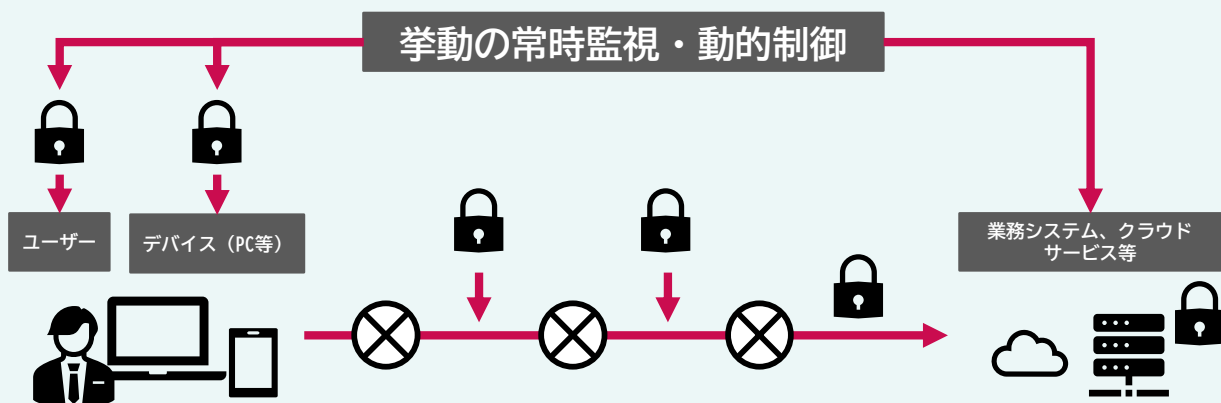 挙動の常時監視・動的制御
ユーザー
デバイス（PC等）
業務システム、クラウド
サービス等